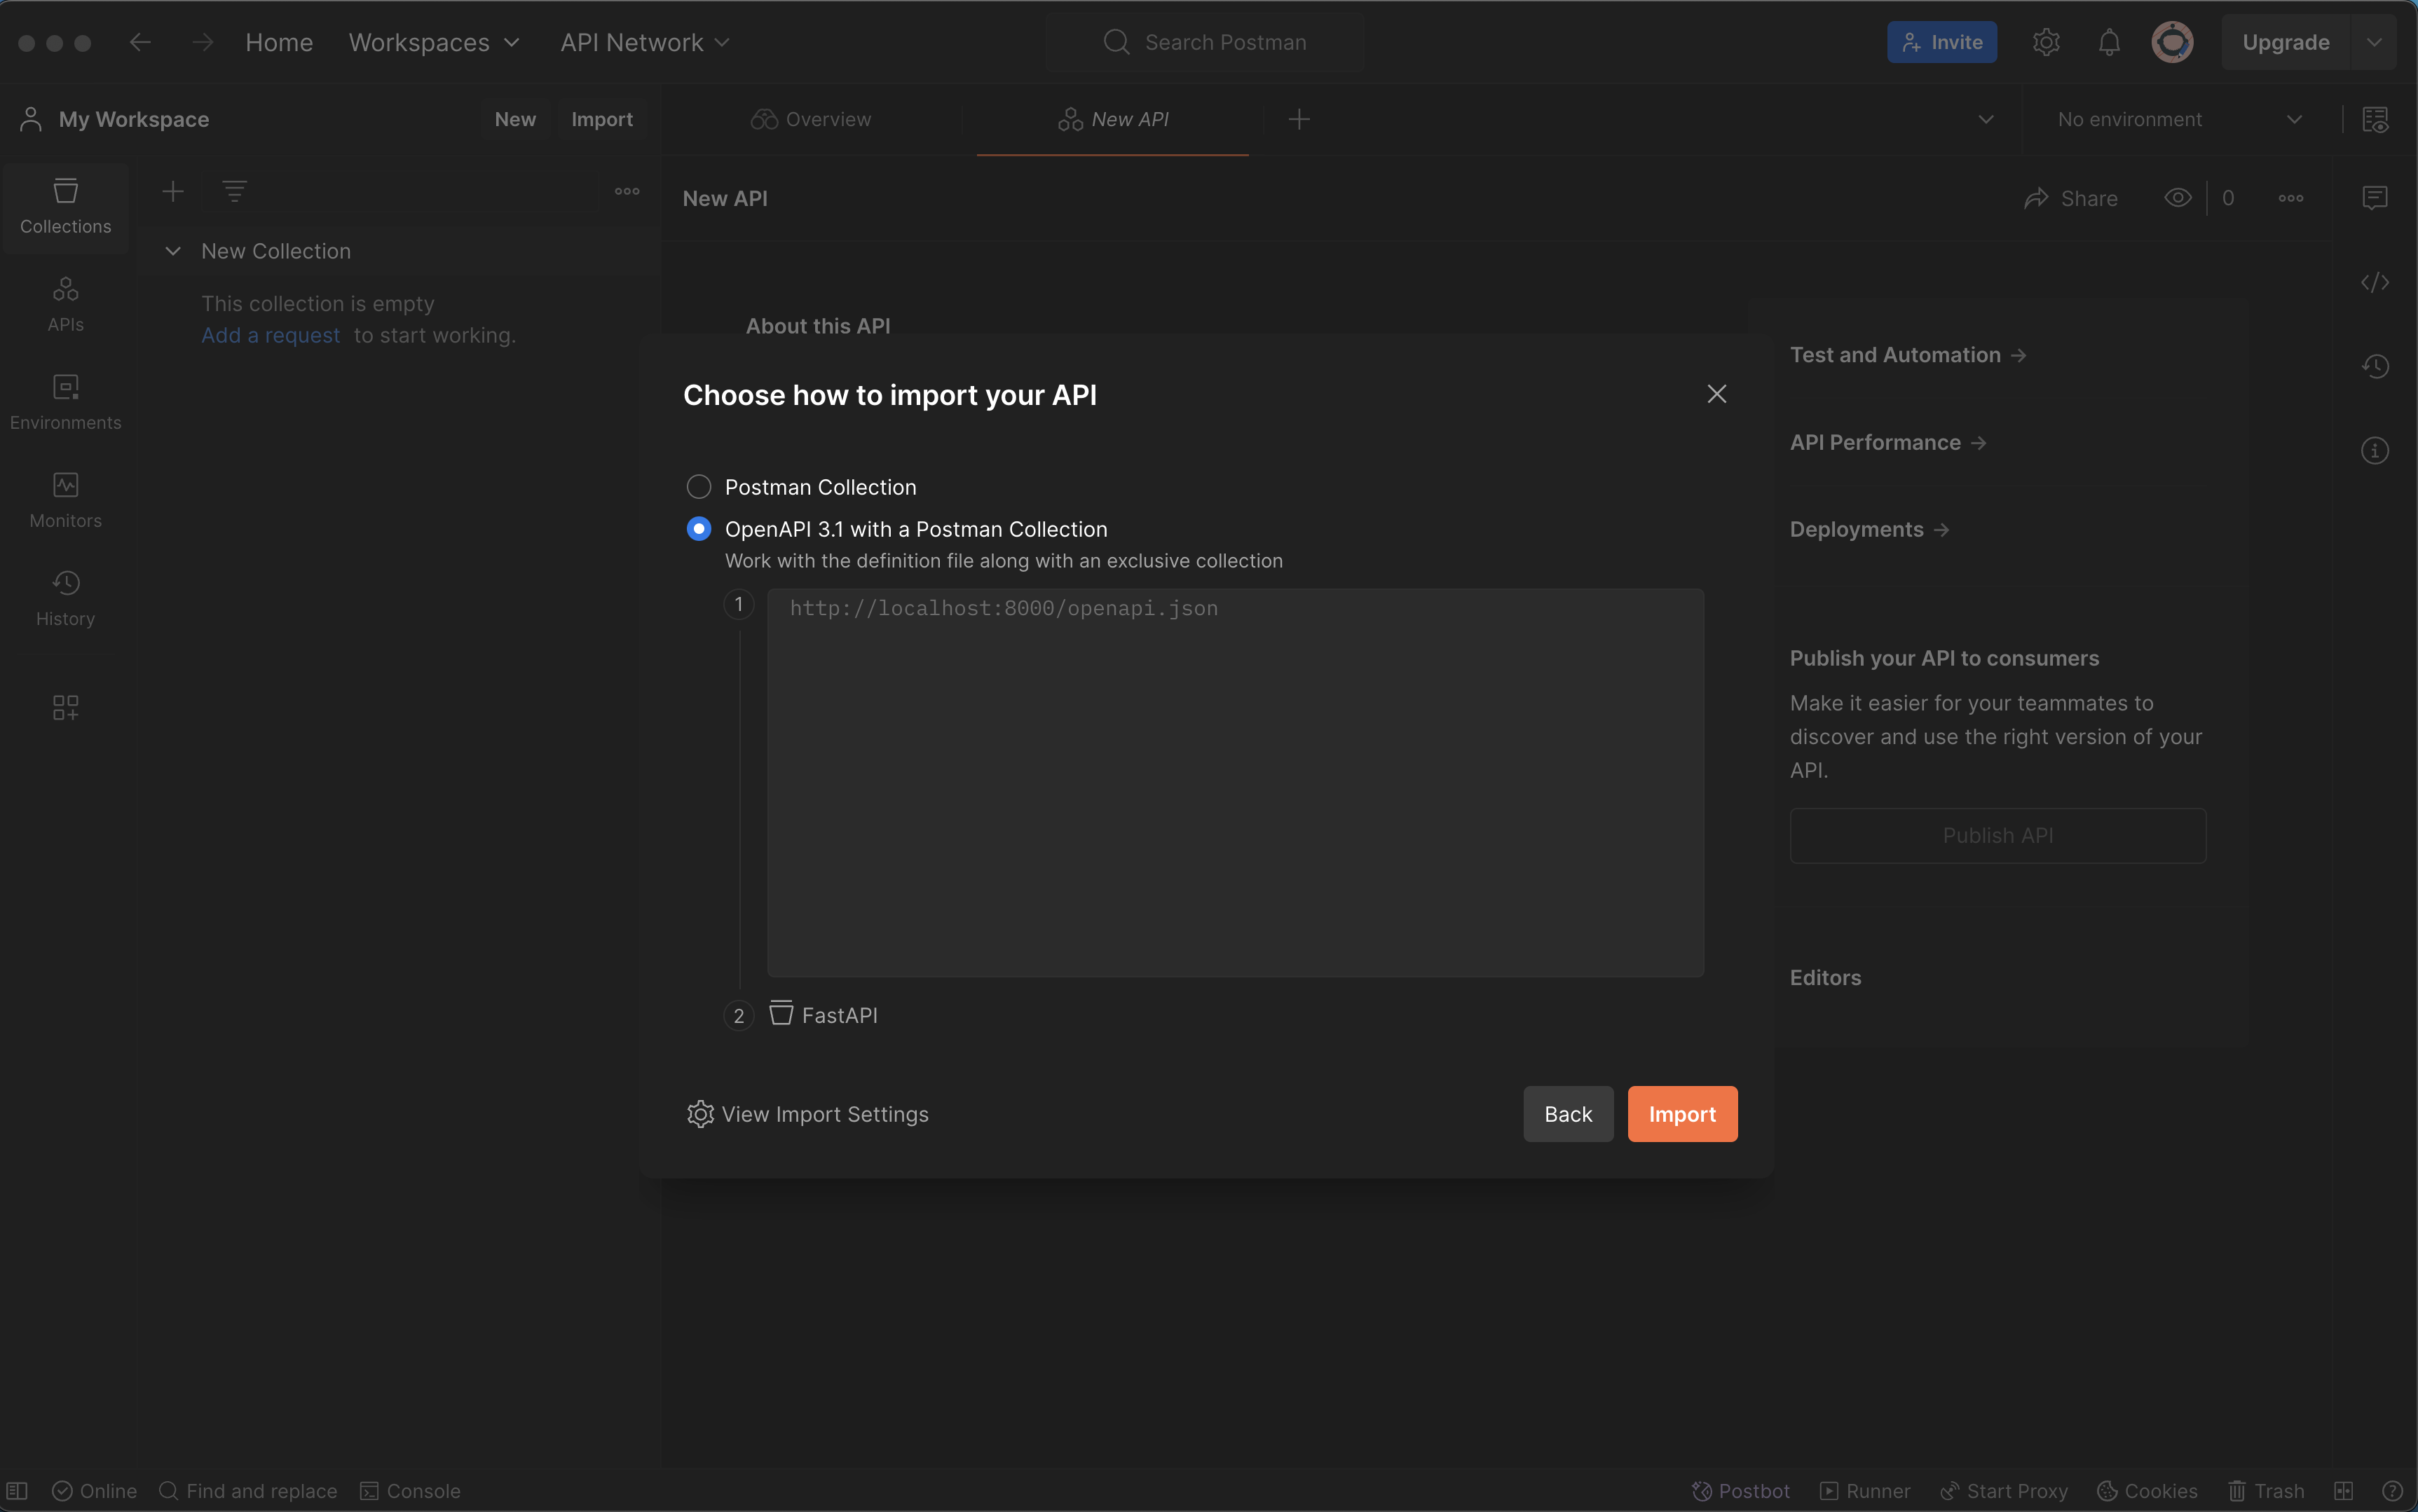 Home
Workspaces
API Network
Search Postman
Invite
Upgrade
My Workspace
New
Import
Overview
New API
No environment
Collections
New API
Share
0
New Collection
APIs
This collection is empty
Add a request to start working.
About this API
Test and Automation →
Choose how to import your API
Environments
API Performance →
Postman Collection
Monitors
OpenAPI 3.1 with a Postman Collection
Deployments →
Work with the definition file along with an exclusive collection
1
http://localhost:8000/openapi.json
History
Publish your API to consumers
Make it easier for your teammates to
discover and use the right version of your
API.
Publish API
Editors
2
FastAPI
View Import Settings
Back
Import
Online
Find and replace
Console
Postbot
Runner
Start Proxy
Cookies
Trash